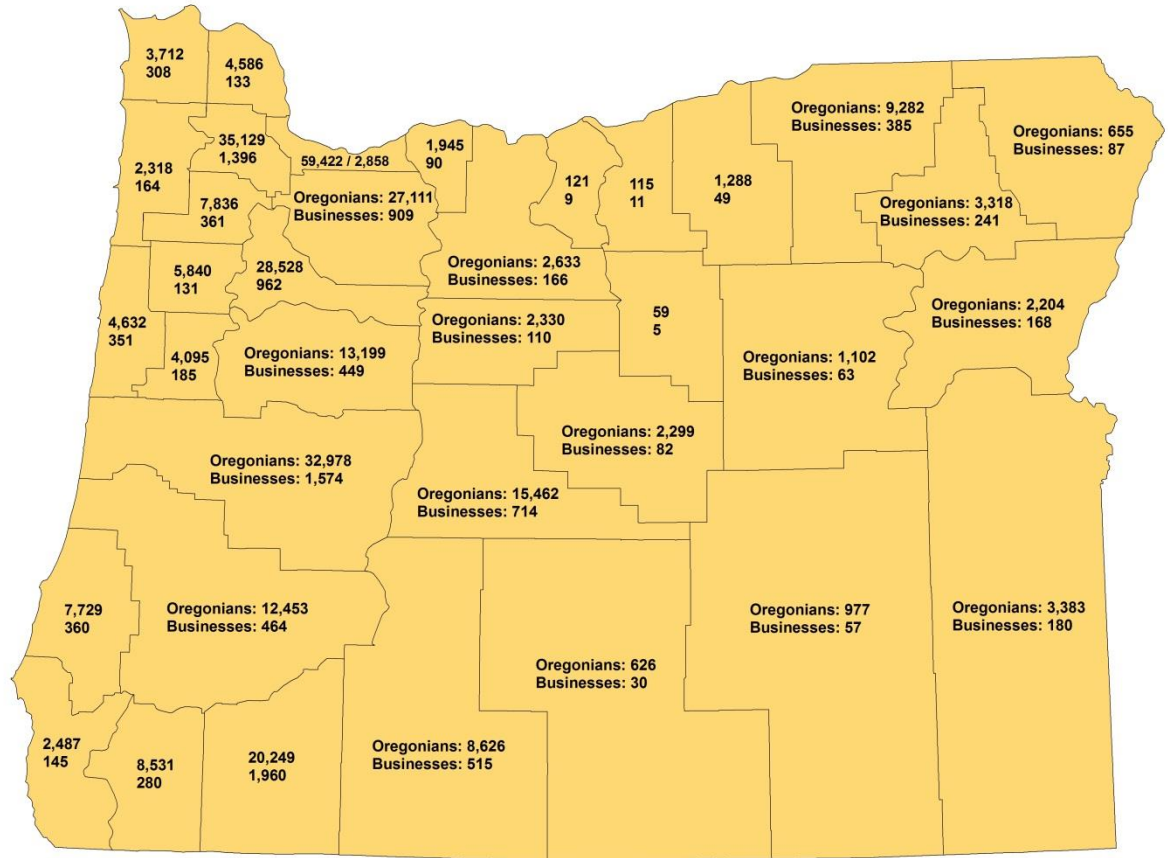 3,712
308
4,586
133
Oregonians: 9,282
Businesses: 385
Oregonians: 655
Businesses: 87
35,129
1,396
59,422 / 2,858
1,945
90
2,318
164
121
9
115
11
1,288
49
7,836
361
Oregonians: 27,111
Businesses: 909
Oregonians: 3,318
Businesses: 241
5,840
131
28,528
962
Oregonians: 2,633
Businesses: 166
Oregonians: 2,204
Businesses: 168
4,632
351
Oregonians: 2,330
Businesses: 110
59
5
4,095
185
Oregonians: 13,199
Businesses: 449
Oregonians: 1,102
Businesses: 63
Oregonians: 2,299
Businesses: 82
Oregonians: 32,978
Businesses: 1,574
Oregonians: 15,462
Businesses: 714
7,729
360
Oregonians: 12,453
Businesses: 464
Oregonians: 977
Businesses: 57
Oregonians: 3,383
Businesses: 180
Oregonians: 626
Businesses: 30
2,487
145
8,531
280
20,249
1,960
Oregonians: 8,626
Businesses: 515